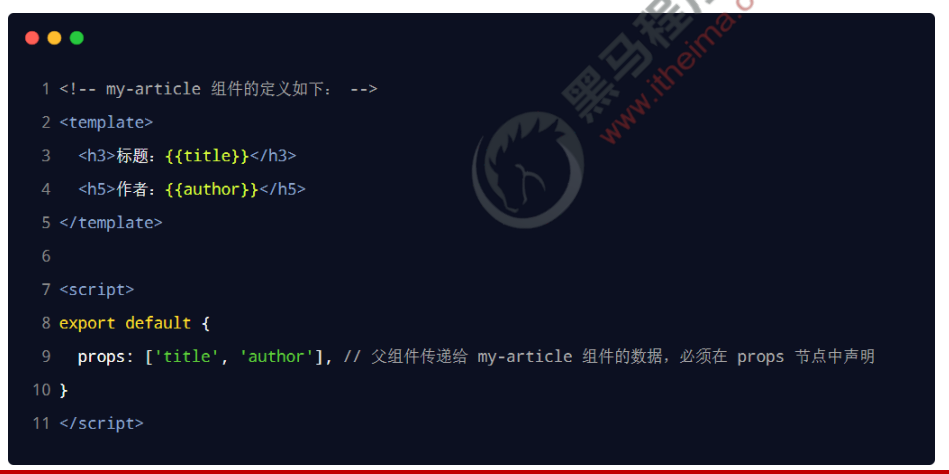 1 <!-- my-article 组件的定义如下： -->
2 <template>
3   <h3>标题：{{title}}</h3>
4   <h5>作者：{{author}}</h5>
5 </template>
6
7 <script>
8 export default {
9   props: ['title', 'author'], // 父组件传递给 my-article 组件的数据，必须在 props 节点中声明
10 }
11 </script>
黑马程
www.itheima.